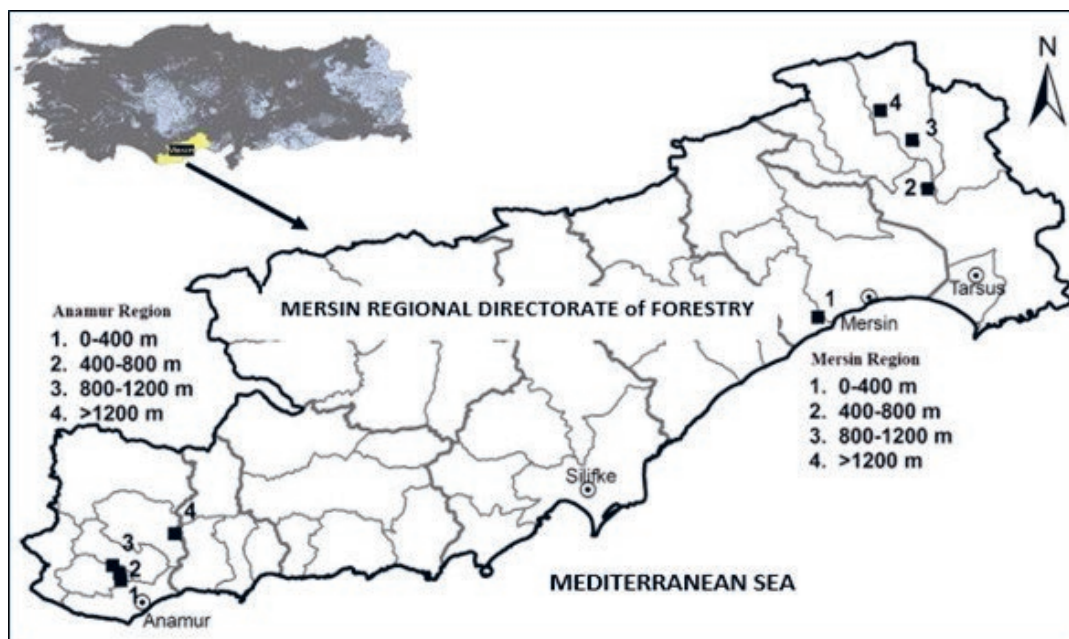 N
Mersin
4
3
2
MERSIN REGIONAL DIRECTORATE of FORESTRY
Tarsus
1
Mersin
Anamur Region
1. 0-400 m
2. 400-800 m
3. 800-1200 m
4. >1200 m
Mersin Region
1. 0-400 m
2. 400-800 m
3. 800-1200 m
4. >1200 m
Silifke
4
3
2
1
Anamur
MEDITERRANEAN SEA